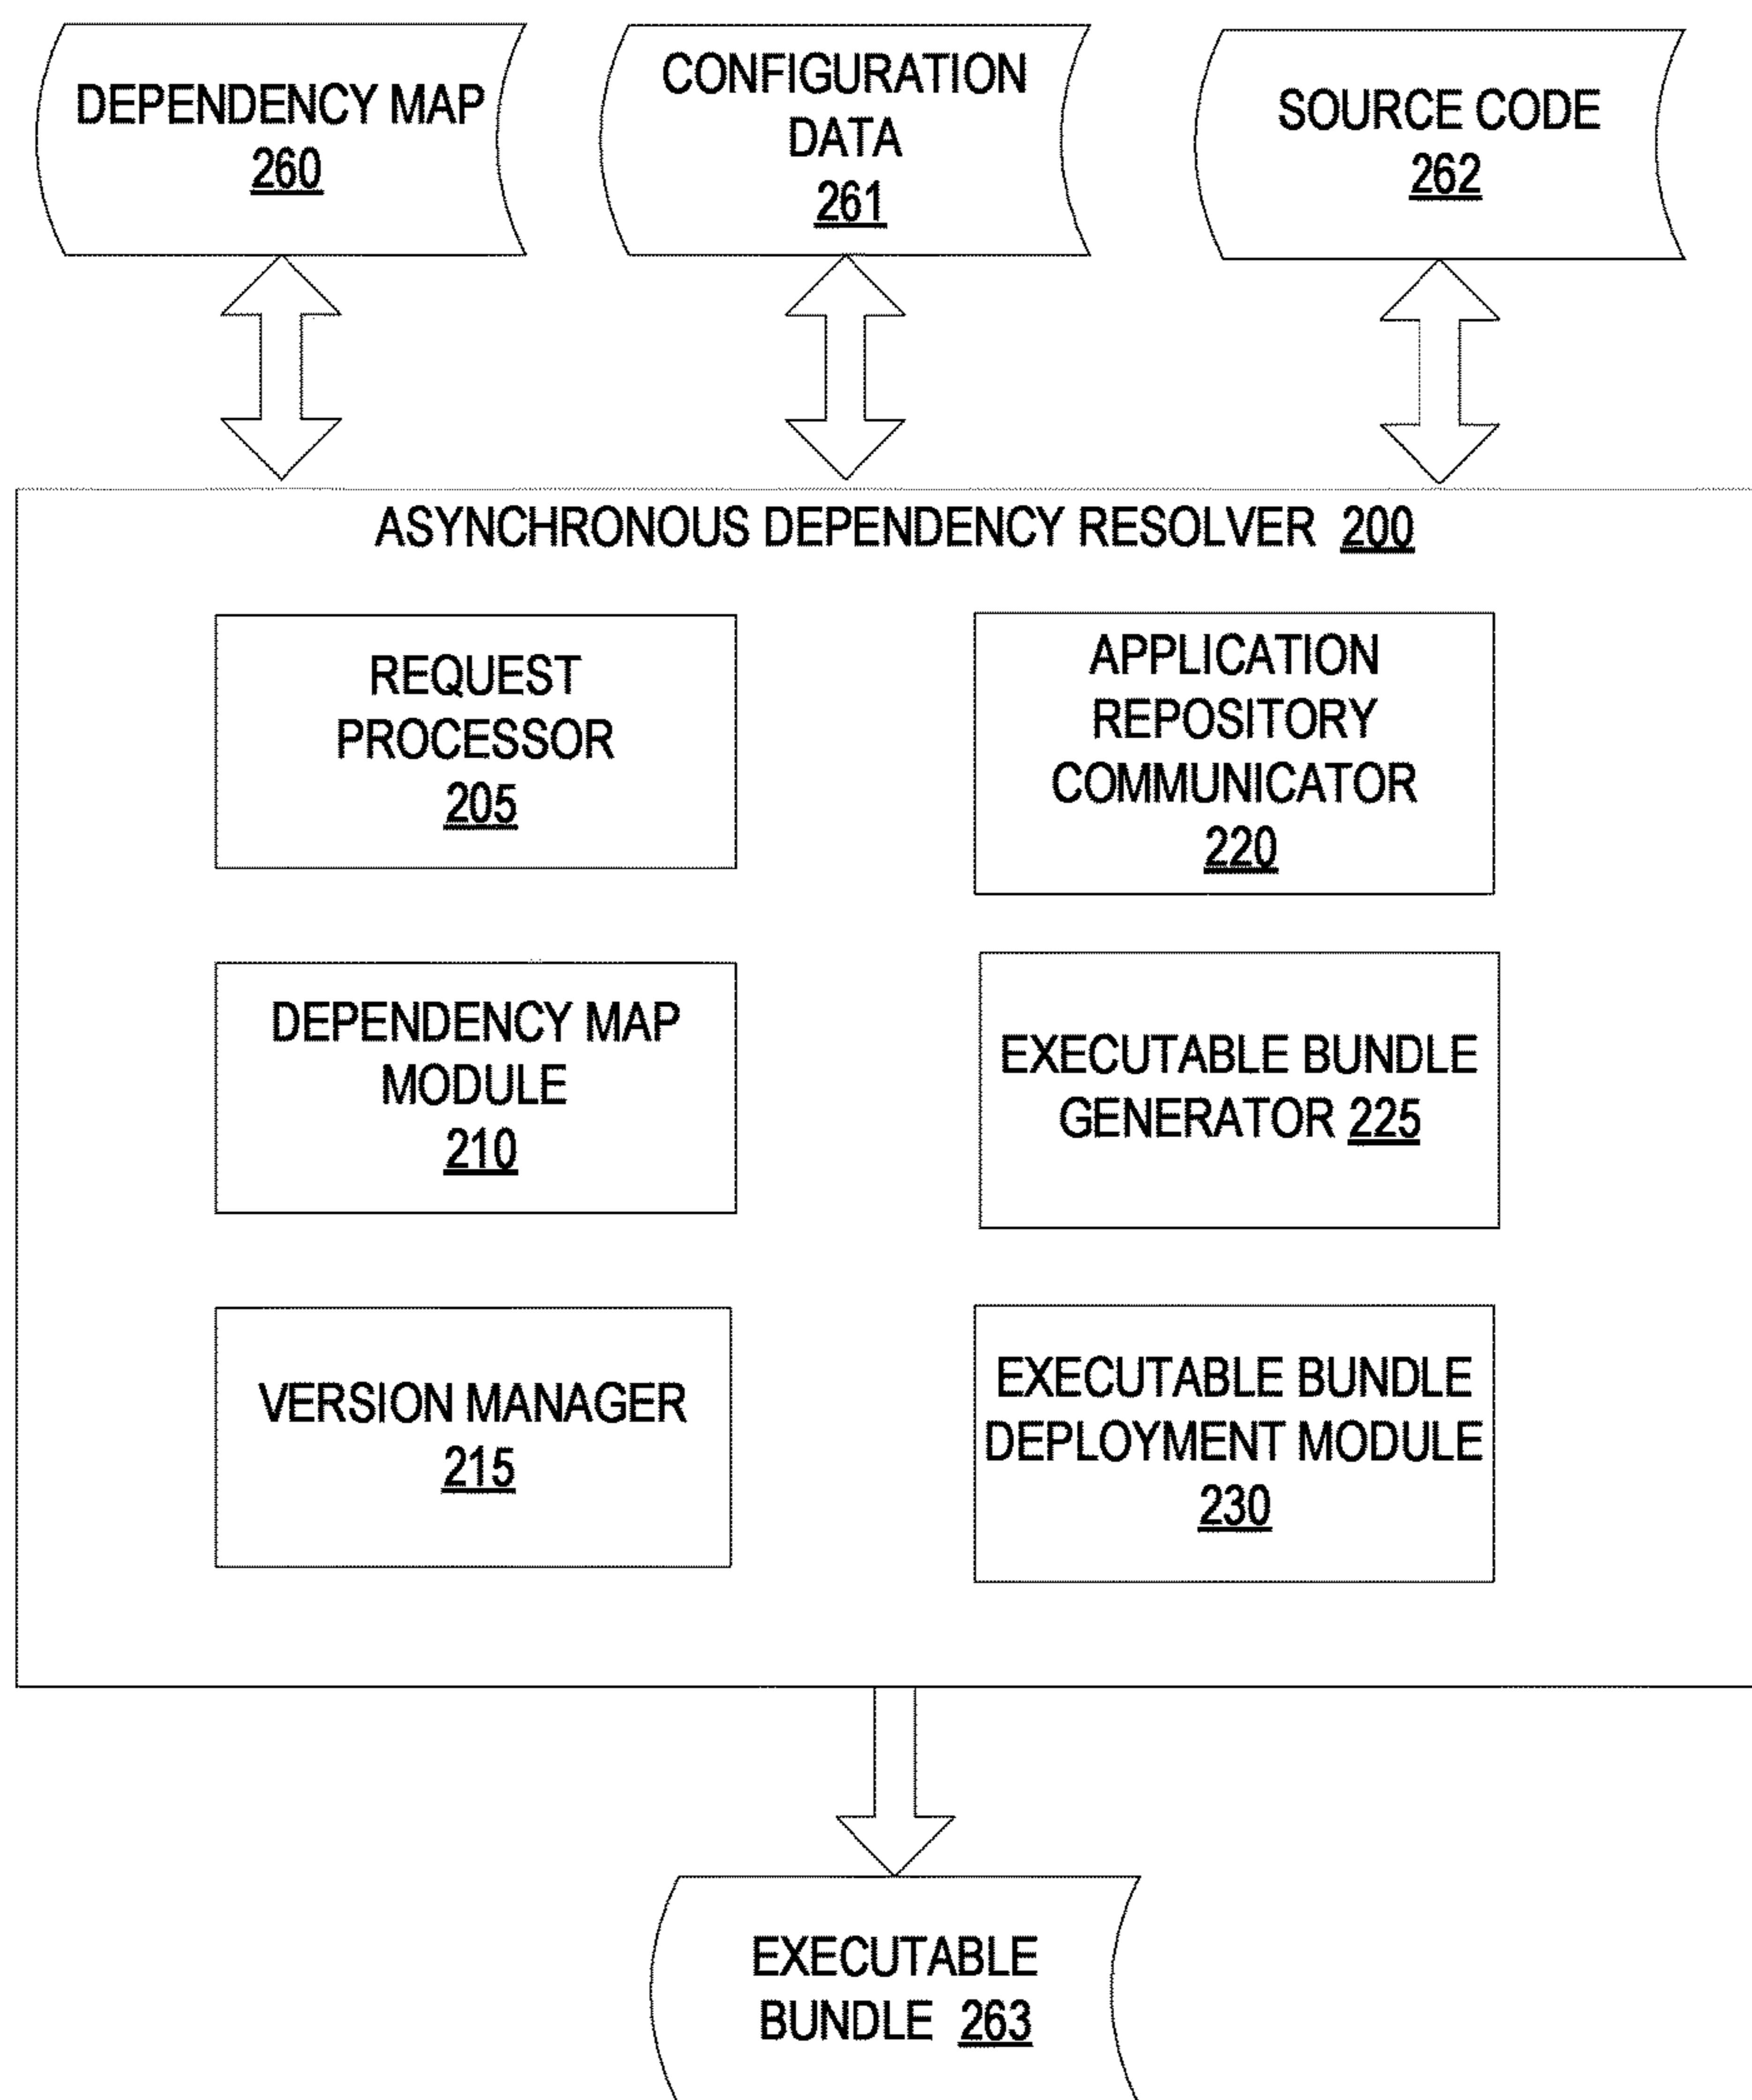 DEPENDENCY MAP
260
CONFIGURATION
DATA
261
SOURCE CODE
262
ASYNCHRONOUS DEPENDENCY RESOLVER 200
REQUEST
PROCESSOR
205
APPLICATION
REPOSITORY
COMMUNICATOR
220
DEPENDENCY MAP
MODULE
210
EXECUTABLE BUNDLE
GENERATOR 225
VERSION MANAGER
215
EXECUTABLE BUNDLE
DEPLOYMENT MODULE
230
EXECUTABLE
BUNDLE 263